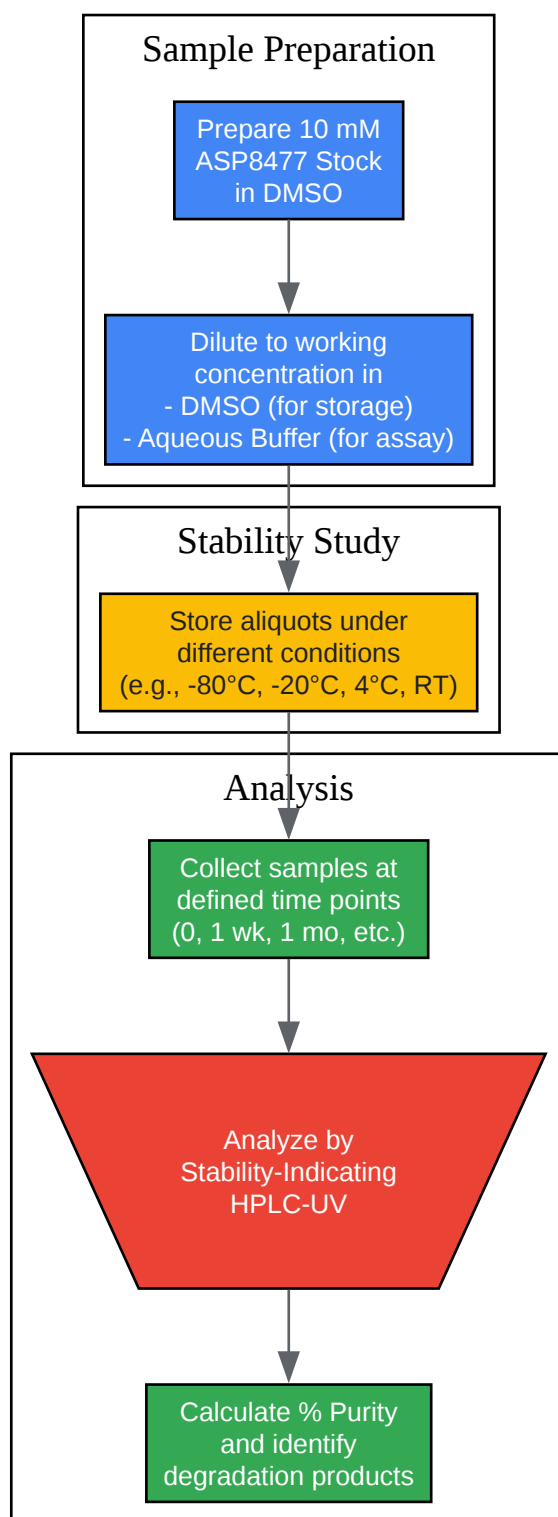 Sample Preparation
Prepare 10 mM
ASP8477 Stock
in DMSO
Dilute to working
concentration in
- DMSO (for storage)
- Aqueous Buffer (for assay)
Stability Study
Store aliquots under
different conditions
(e.g., -80°C, -20°C, 4°C, RT)
Analysis
Collect samples at
defined time points
(0, 1 wk, 1 mo, etc.)
Analyze by
Stability-Indicating
HPLC-UV
Calculate % Purity
and identify
degradation products